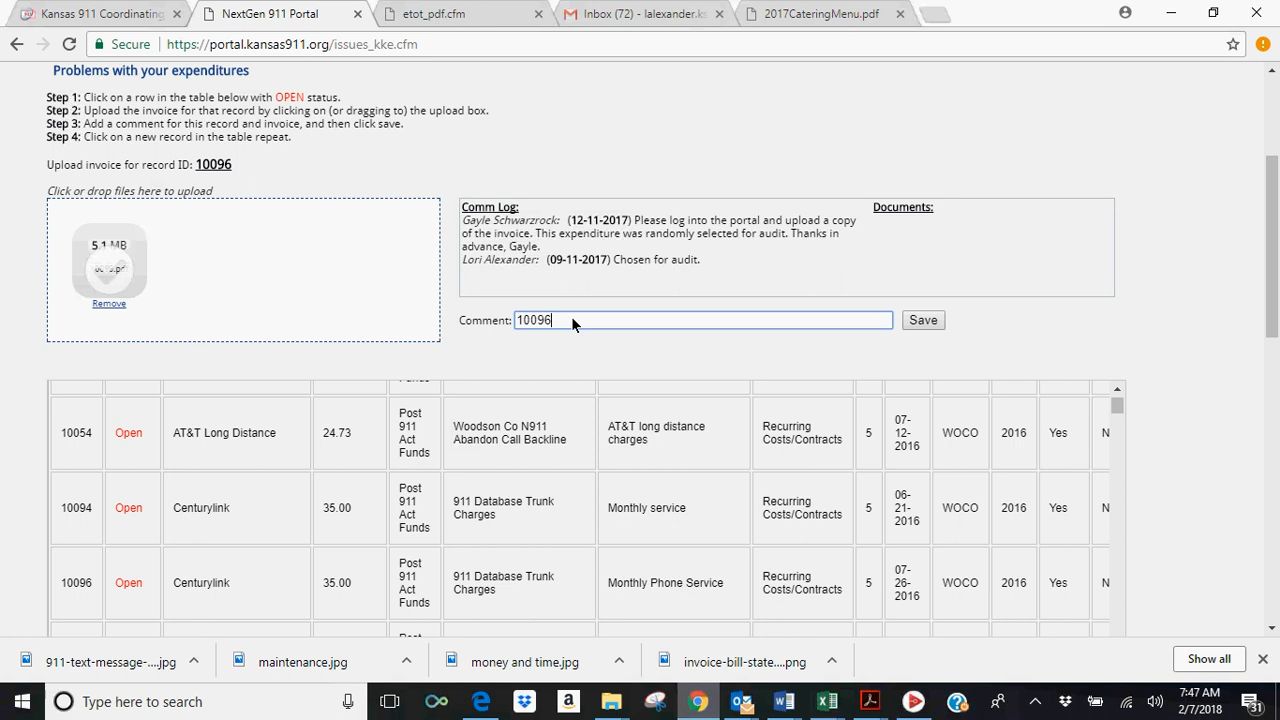 Kansas 911 Coordinating
NextGen 911 Portal
etot_pdf.cfm
Inbox (72) - lalexander.ks
2017CateringMenu.pdf
Secure
https://portal.kansas911.org/issues_kke.cfm
Problems with your expenditures
Step 1: Click on a row in the table below with OPEN status.
Step 2: Upload the invoice for that record by clicking on (or dragging to) the upload box.
Step 3: Add a comment for this record and invoice, and then click save.
Step 4: Click on a new record in the table repeat.
Upload invoice for record ID: 10096
Click or drop files here to upload
5.1 MB
Remove
Comm Log:
Gayle Schwarzrock: (12-11-2017) Please log into the portal and upload a copy
of the invoice. This expenditure was randomly selected for audit. Thanks in
advance, Gayle.
Lori Alexander: (09-11-2017) Chosen for audit.
Documents:
Comment: 10096
Save
Funds
10054
Open
AT&T Long Distance
24.73
Post
911
Act
Funds
Woodson Co N911
Abandon Call Backline
AT&T long distance
charges
Recurring
Costs/Contracts
5
07-
12-
2016
WOCO
2016
Yes
N
10094
Open
Centurylink
35.00
Post
911
Act
Funds
911 Database Trunk
Charges
Monthly service
Recurring
Costs/Contracts
5
06-
21-
2016
WOCO
2016
Yes
N
10096
Open
Centurylink
35.00
Post
911
Act
Funds
911 Database Trunk
Charges
Monthly Phone Service
Recurring
Costs/Contracts
5
07-
26-
2016
WOCO
2016
Yes
N
911-text-message-....jpg
maintenance.jpg
money and time.jpg
invoice-bill-state....png
Show all
Type here to search
7:47 AM
2/7/2018
31